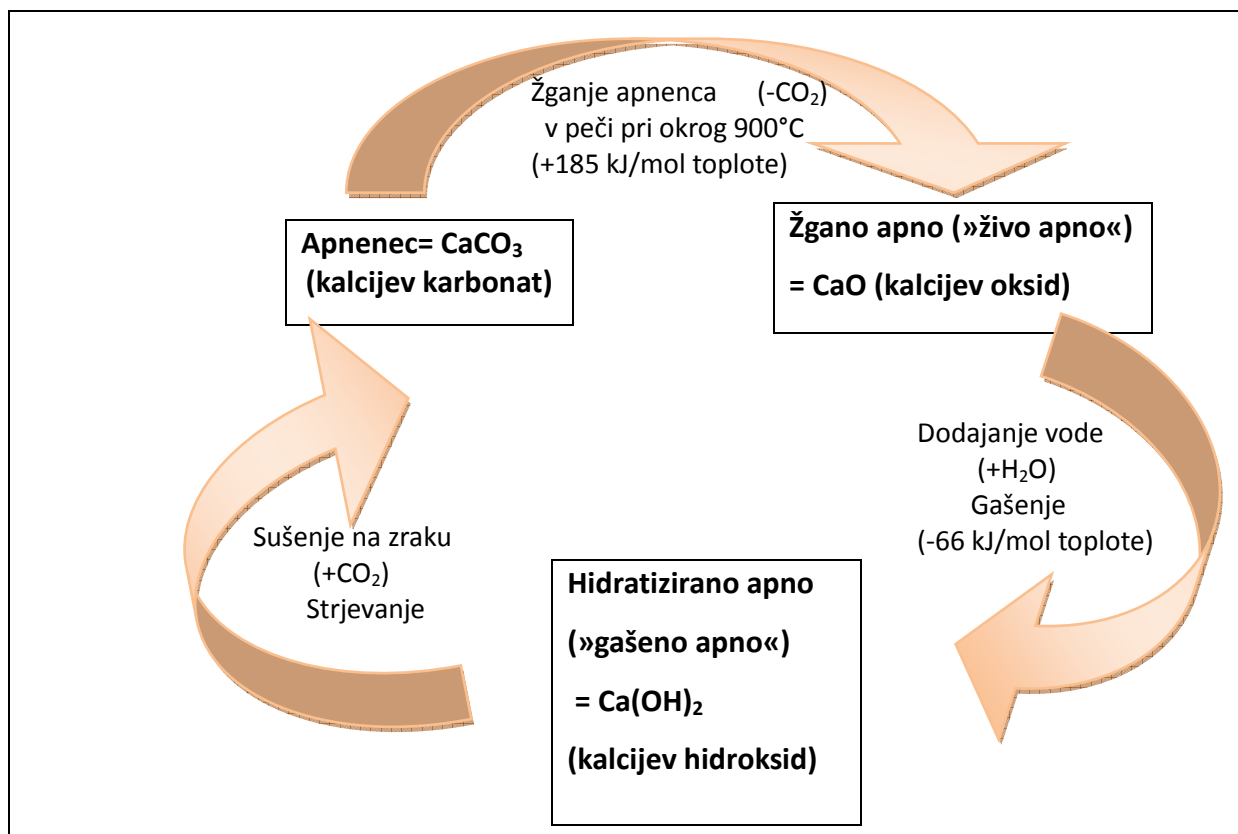 Žganje apnenca (-CO₂)
v peči pri okrog 900°C
(+185 kJ/mol toplote)
Apnenec= CaCO₃
(kalcijev karbonat)
Žgano apno (»živo apno«)
= CaO (kalcijev oksid)
Dodajanje vode
(+H₂O)
Gašenje
(-66 kJ/mol toplote)
Sušenje na zraku
(+CO₂)
Strjevanje
Hidratizirano apno
(»gašeno apno«)
= Ca(OH)₂
(kalcijev hidroksid)